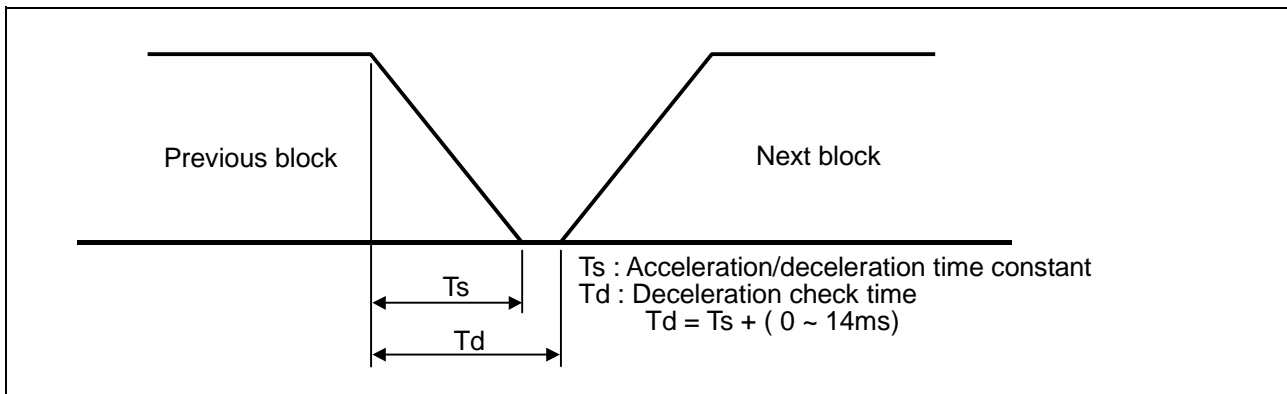 Previous block
Next block
Ts
Td
Ts : Acceleration/deceleration time constant
Td : Deceleration check time
Td = Ts + ( 0 ~ 14ms)